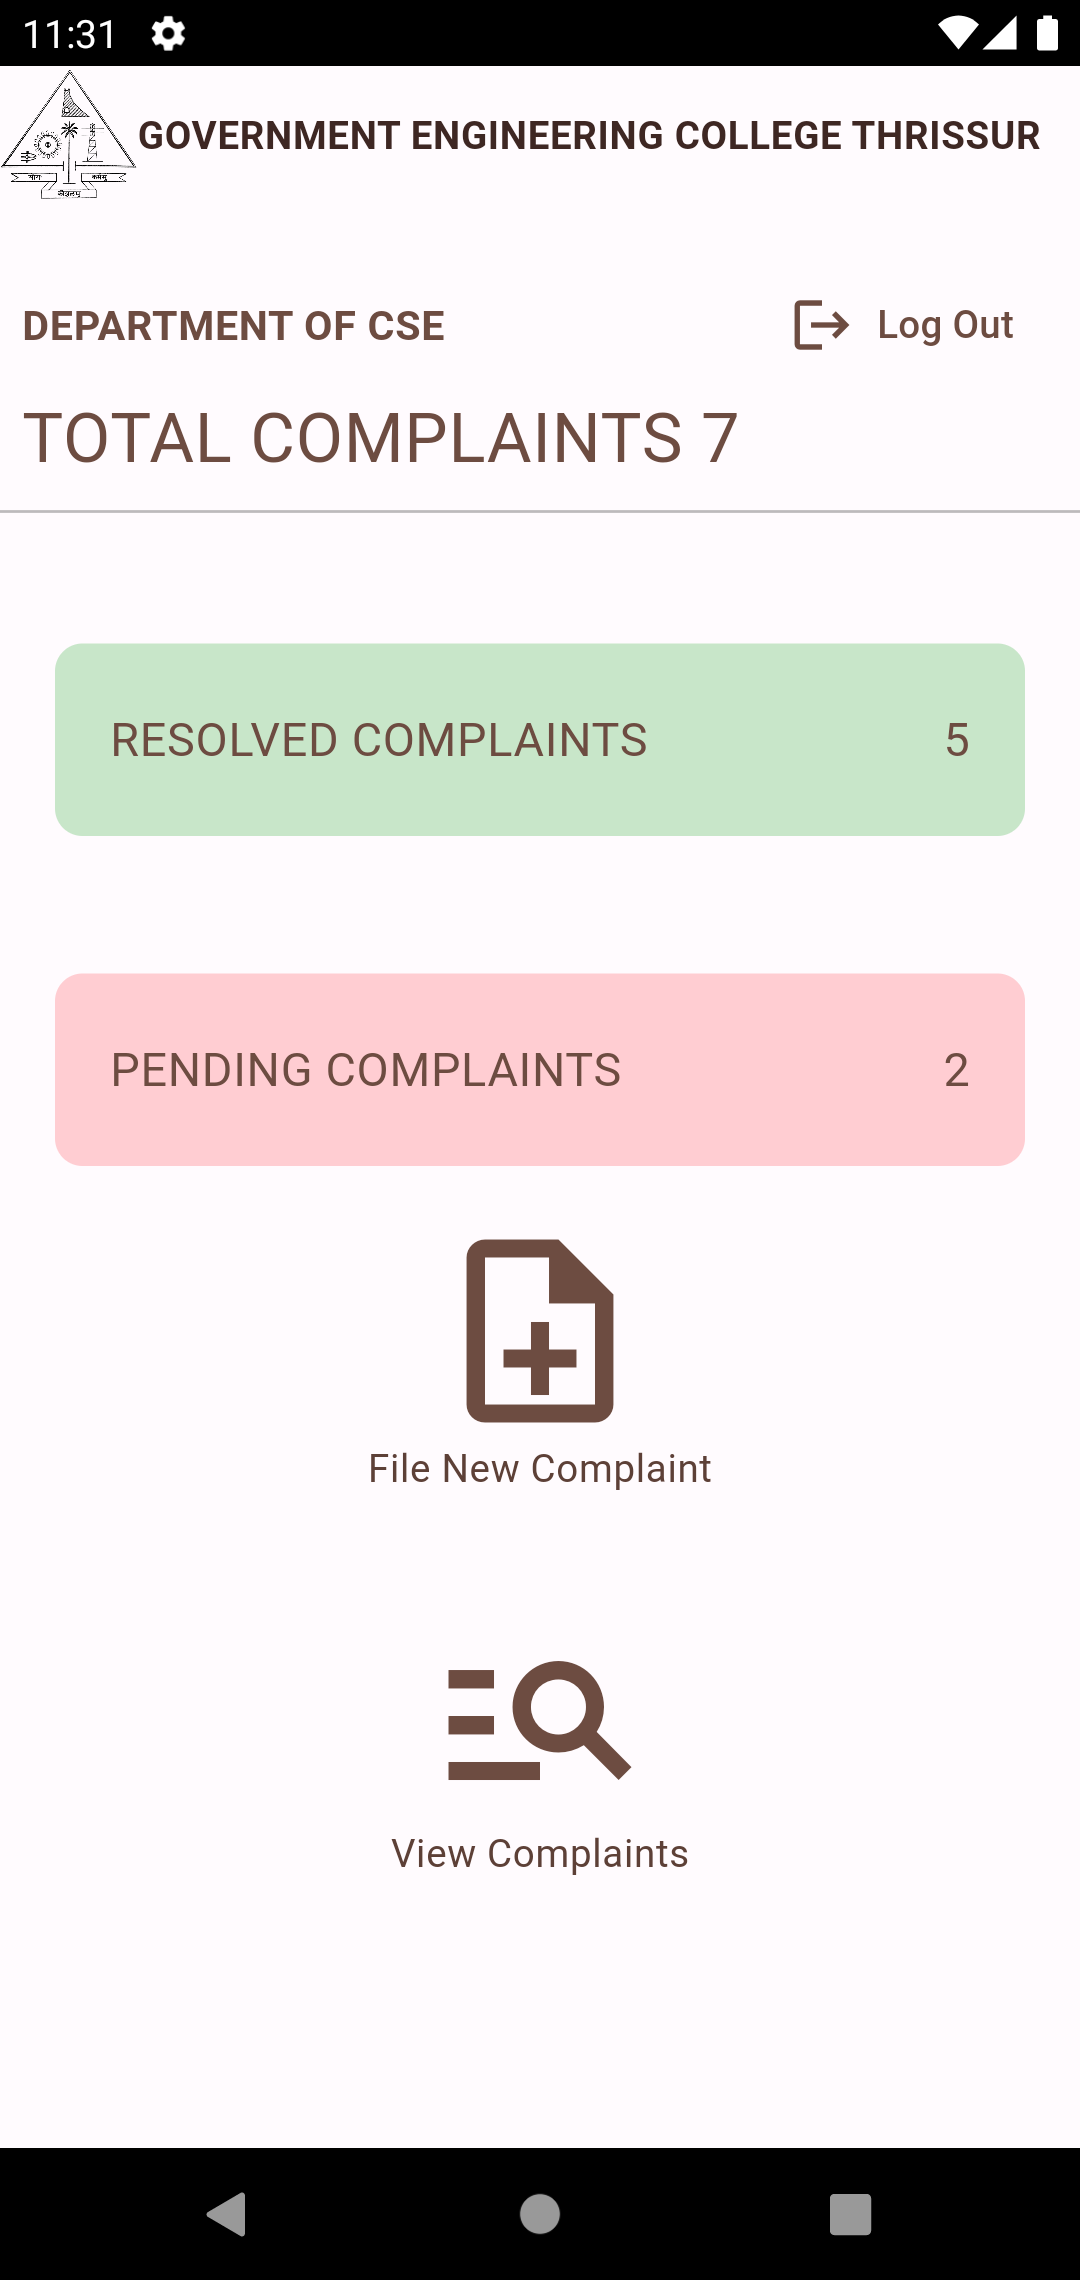 11:31
GOVERNMENT ENGINEERING COLLEGE THRISSUR
DEPARTMENT OF CSE
Log Out
TOTAL COMPLAINTS 7
RESOLVED COMPLAINTS 5
PENDING COMPLAINTS 2
File New Complaint
View Complaints